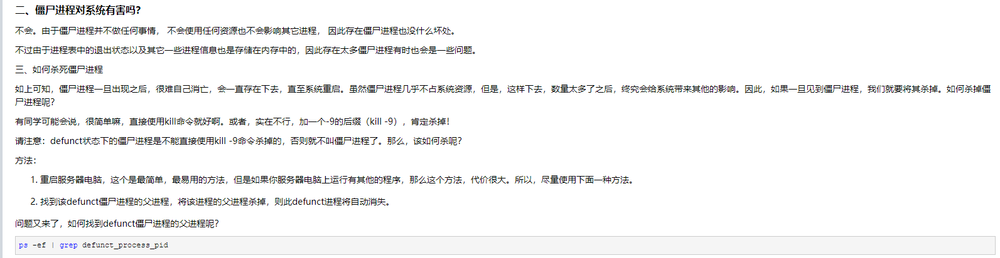 二、僵尸进程对系统有害吗？
不会。由于僵尸进程并不做任何事情， 不会使用任何资源也不会影响其它进程， 因此存在僵尸进程也没什么坏处。
不过由于进程表中的退出状态以及其它一些进程信息也是存储在内存中的，因此存在太多僵尸进程有时也会是一些问题。
三、如何杀死僵尸进程
如上可知，僵尸进程一旦出现之后，很难自己消亡，会一直存在下去，直至系统重启。虽然僵尸进程几乎不占系统资源，但是，这样下去，数量太多了之后，终究会给系统带来其他的影响。因此，如果一旦见到僵尸进程，我们就要将其杀掉。如何杀掉僵
尸进程呢？
有同学可能会说，很简单嘛，直接使用kill命令就好啊。或者，实在不行，加一个-9的后缀（kill -9），肯定杀掉！
请注意：defunct状态下的僵尸进程是不能直接使用kill -9命令杀掉的，否则就不叫僵尸进程了。那么，该如何杀呢？
方法：
1. 重启服务器电脑，这个是最简单，最易用的方法，但是如果你服务器电脑上运行有其他的程序，那么这个方法，代价很大。所以，尽量使用下面一种方法。
2. 找到该defunct僵尸进程的父进程，将该进程的父进程杀掉，则此defunct进程将自动消失。
问题又来了，如何找到defunct僵尸进程的父进程呢？
ps -ef | grep defunct_process_pid